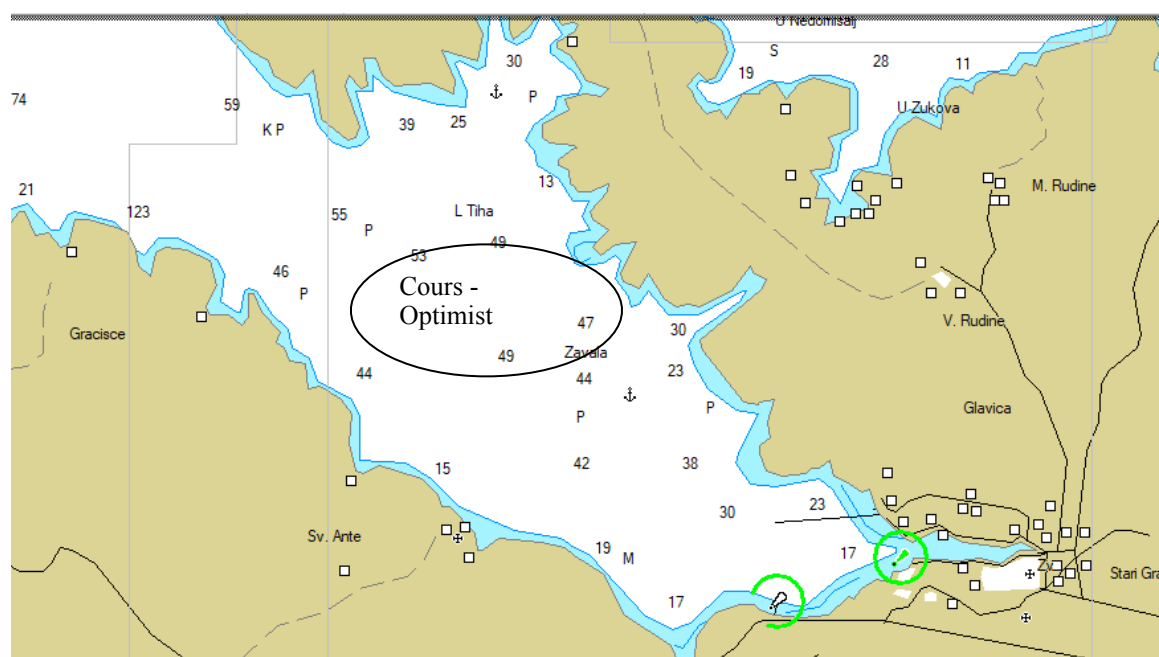 U Nedomisalj
30
S
19
28
11
74
59
P
U Zukova
K P
39
25
13
21
123
55
L Tiha
M. Rudine
P
49
53
46
P
Cours -
Optimist
47
30
V. Rudine
Gracisce
49
Zavala
44
44
23
P
P
Glavica
15
42
38
30
23
Sv. Ante
19
M
17
Zv
Stari Gra
17